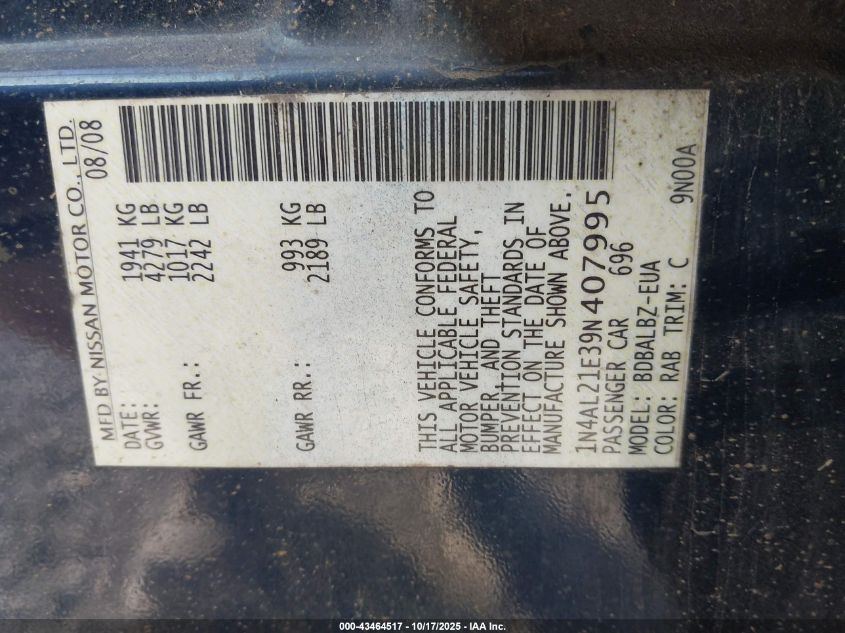 MFD BY NISSAN MOTOR CO., LTD.
DATE: 08/08
GVWR: 1941 KG
4279 LB
GAWR FR.: 1017 KG
2242 LB
GAWR RR.: 993 KG
2189 LB
THIS VEHICLE CONFORMS TO
ALL APPLICABLE FEDERAL
MOTOR VEHICLE SAFETY,
BUMPER, AND THEFT
PREVENTION STANDARDS IN
EFFECT ON THE DATE OF
MANUFACTURE SHOWN ABOVE.
1N4AL21E39N407995
PASSENGER CAR 696
MODEL: BDBALBZ-EUA
COLOR: RAB TRIM: C 9N00A
000-43464517 - 10/17/2025 - IAA Inc.